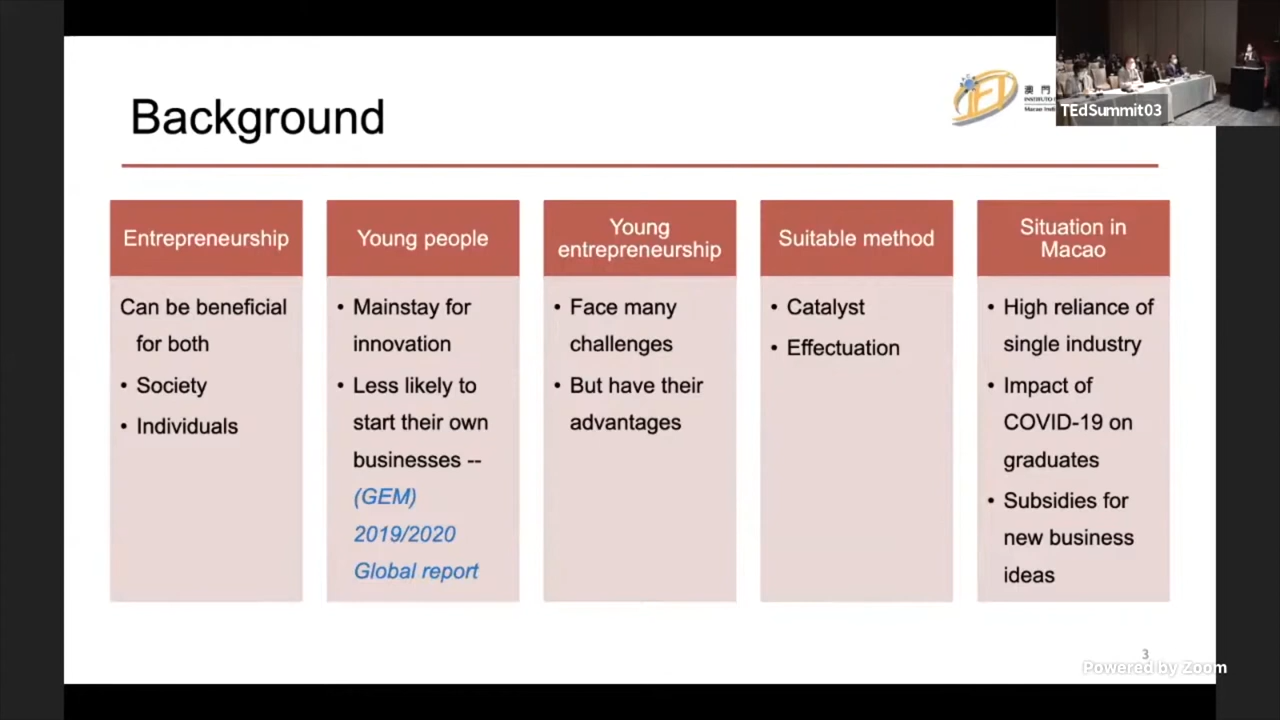 Background
澳 門
TEdSummit03
Entrepreneurship
Can be beneficial
for both
• Society
• Individuals
Young people
• Mainstay for
innovation
• Less likely to
start their own
businesses --
(GEM)
2019/2020
Global report
Young
entrepreneurship
• Face many
challenges
• But have their
advantages
Suitable method
• Catalyst
• Effectuation
Situation in
Macao
• High reliance of
single industry
• Impact of
COVID-19 on
graduates
• Subsidies for
new business
ideas
3
Powered by Zoom